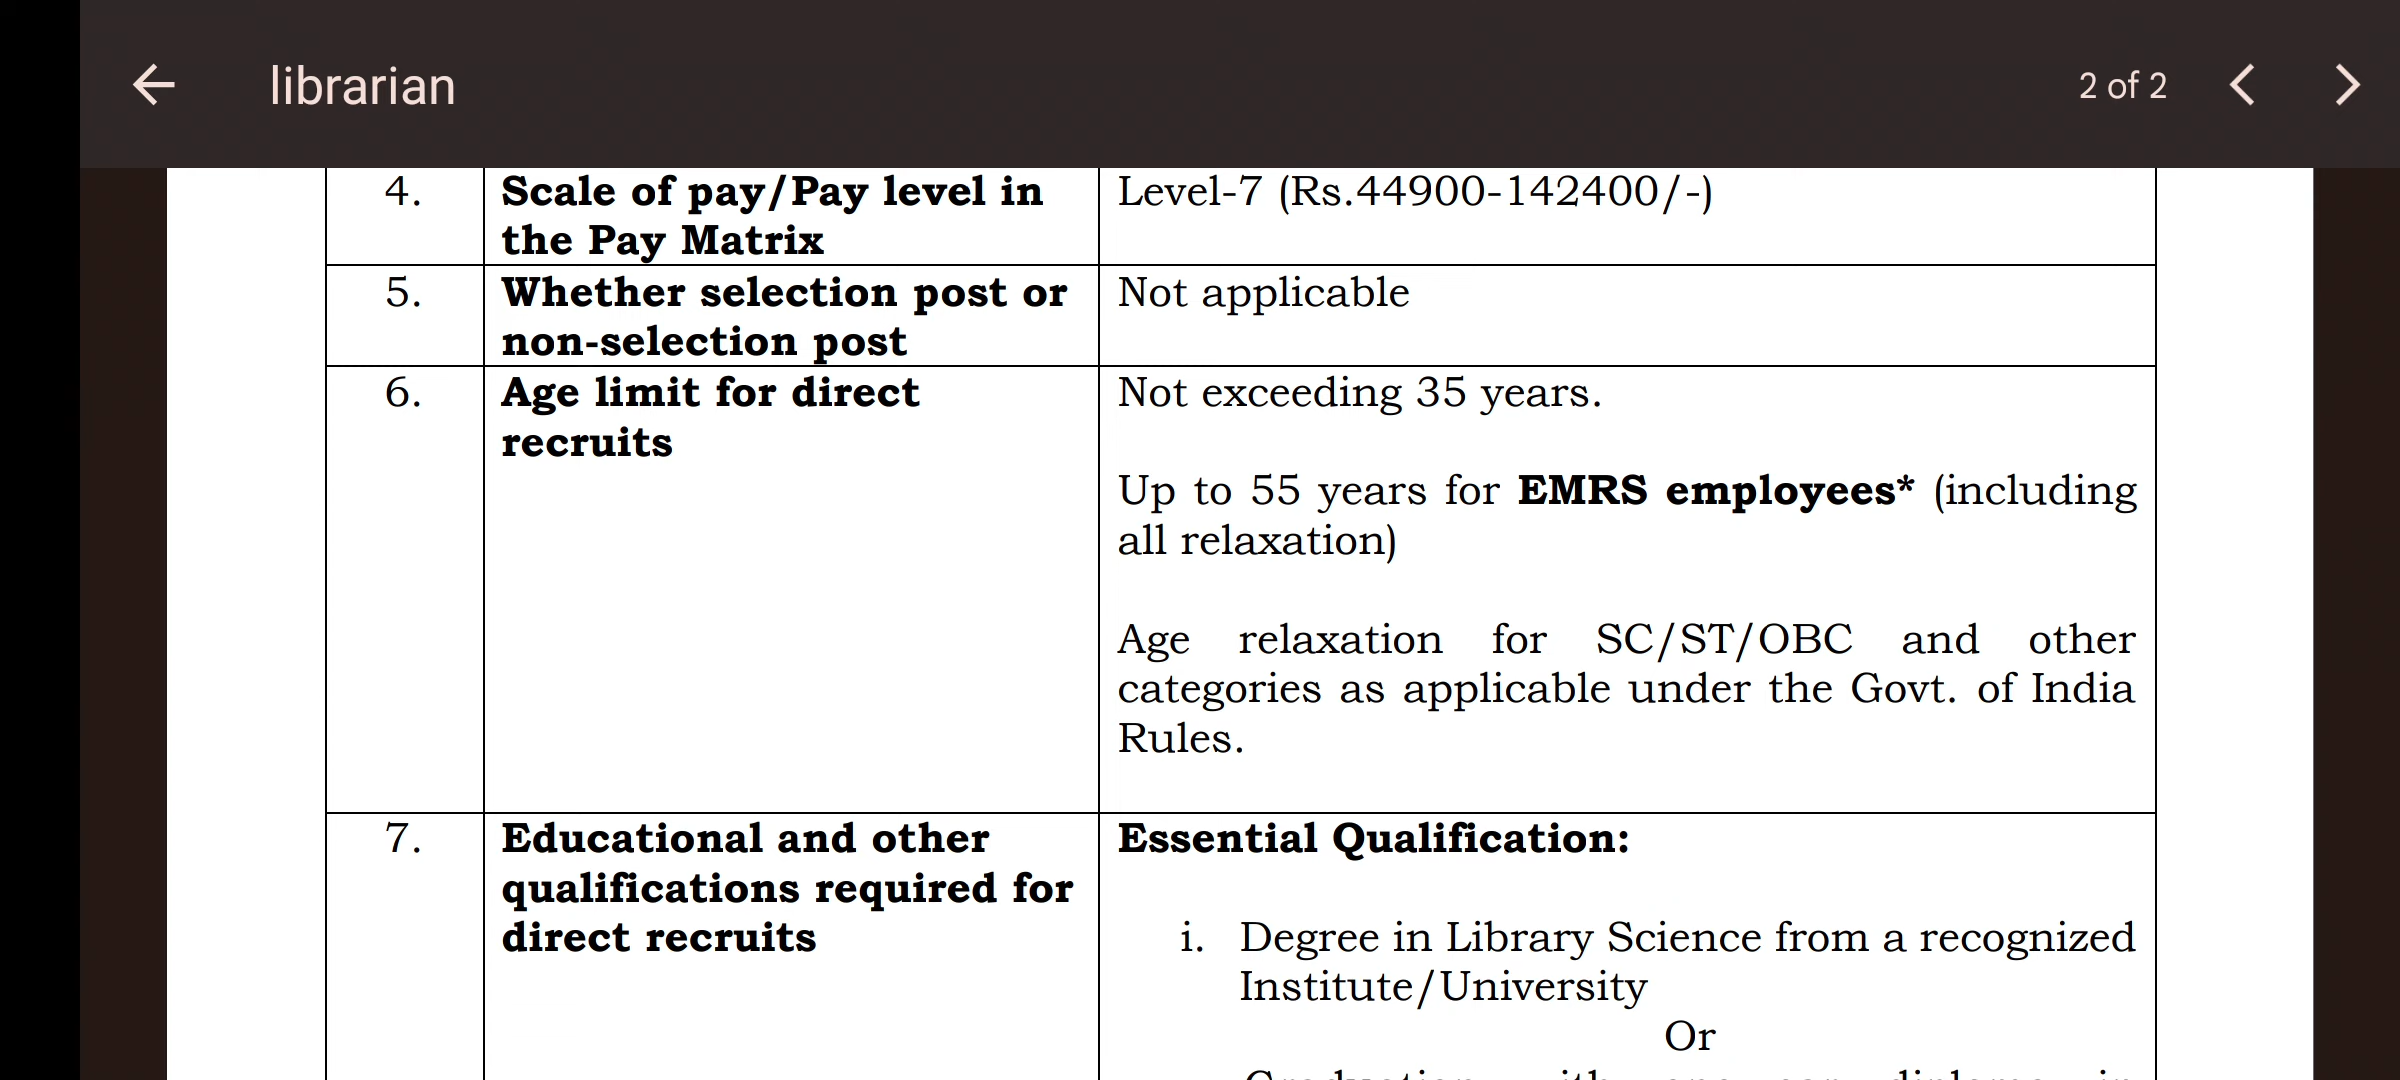 librarian
2 of 2
4.
Scale of pay/Pay level in
the Pay Matrix
Level-7 (Rs.44900-142400/-)
5.
Whether selection post or
non-selection post
Not applicable
6.
Age limit for direct
recruits
Not exceeding 35 years.
Up to 55 years for EMRS employees* (including
all relaxation)
Age relaxation for SC/ST/OBC and other
categories as applicable under the Govt. of India
Rules.
7.
Educational and other
qualifications required for
direct recruits
Essential Qualification:
i. Degree in Library Science from a recognized
Institute/University
Or